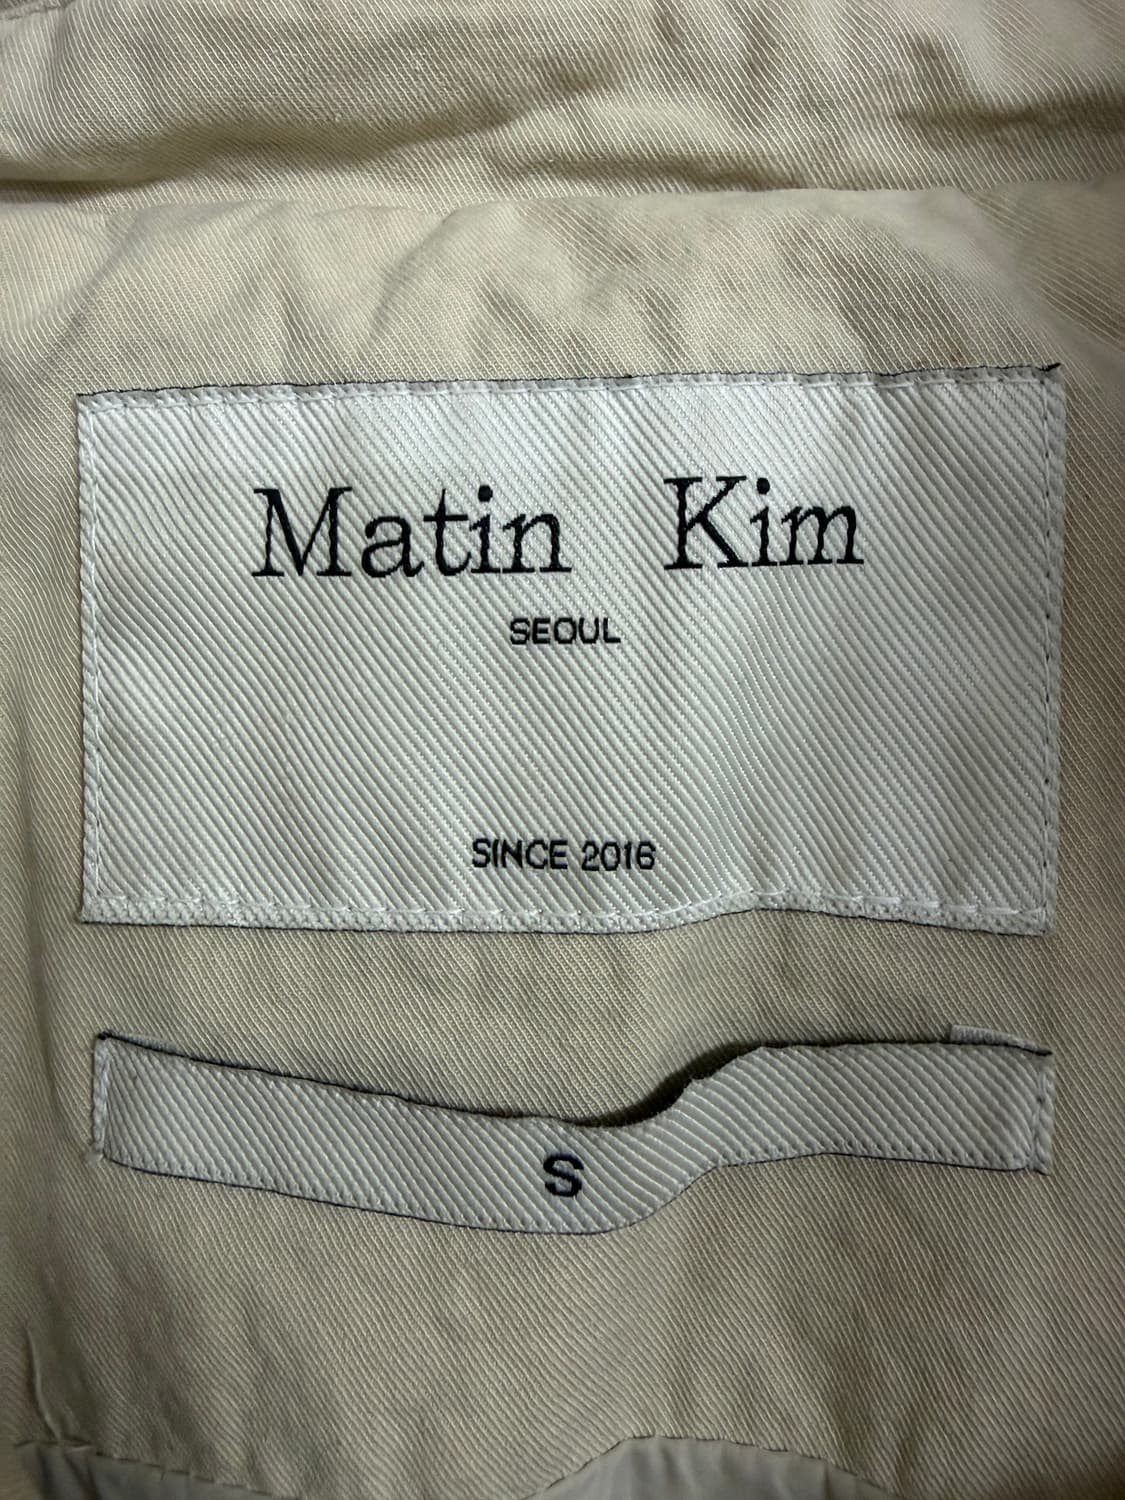 Matin Kim
SEOUL
SINCE 2016
S